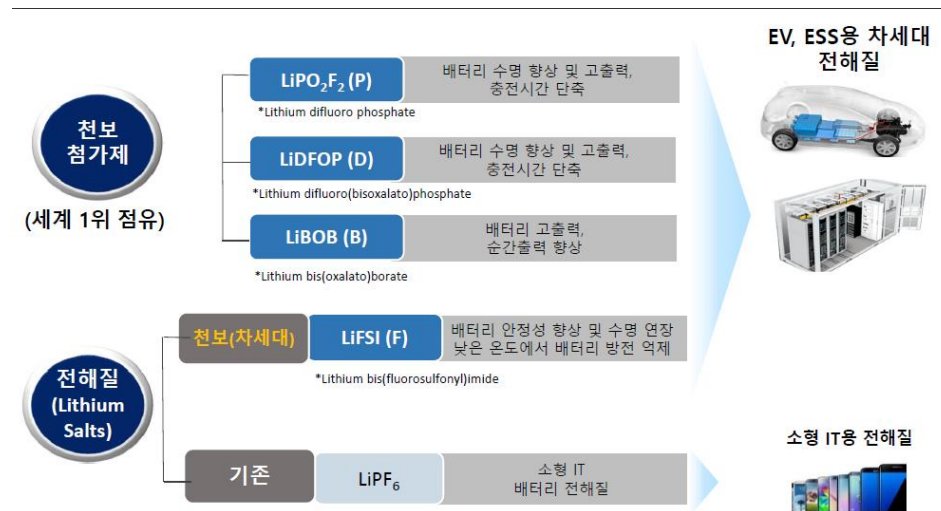 EV, ESS용 차세대
전해질
천보
첨가제
(세계 1위 점유)
LiPO2F2 (P)
배터리 수명 향상 및 고출력,
충전시간 단축
*Lithium difluoro phosphate
LiDFOP (D)
배터리 수명 향상 및 고출력,
충전시간 단축
*Lithium difluoro(bisoxalato)phosphate
LiBOB (B)
배터리 고출력,
순간출력 향상
*Lithium bis(oxalato)borate
전해질
(Lithium
Salts)
천보(차세대)
LiFSI (F)
배터리 안정성 향상 및 수명 연장
낮은 온도에서 배터리 방전 억제
*Lithium bis(fluorosulfonyl)imide
기존
LiPF6
소형 IT
배터리 전해질
소형 IT용 전해질